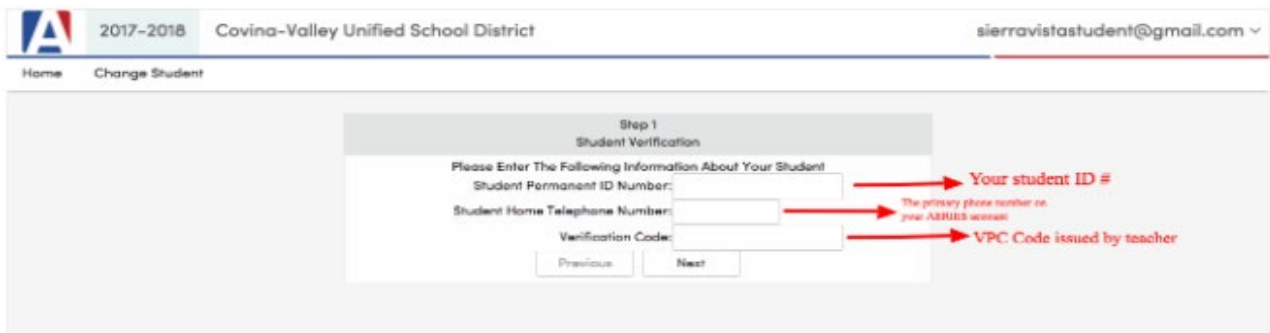 2017-2018 Covina-Valley Unified School District sierravistastudent@gmail.com
Home Change Student
Step 1
Student Verification
Please Enter The Following Information About Your Student
Student Permanent ID Number:
Your student ID #
Student Home Telephone Number:
The primary phone number on
your AERIES account
Verification Code:
VPC Code issued by teacher
Previous Next